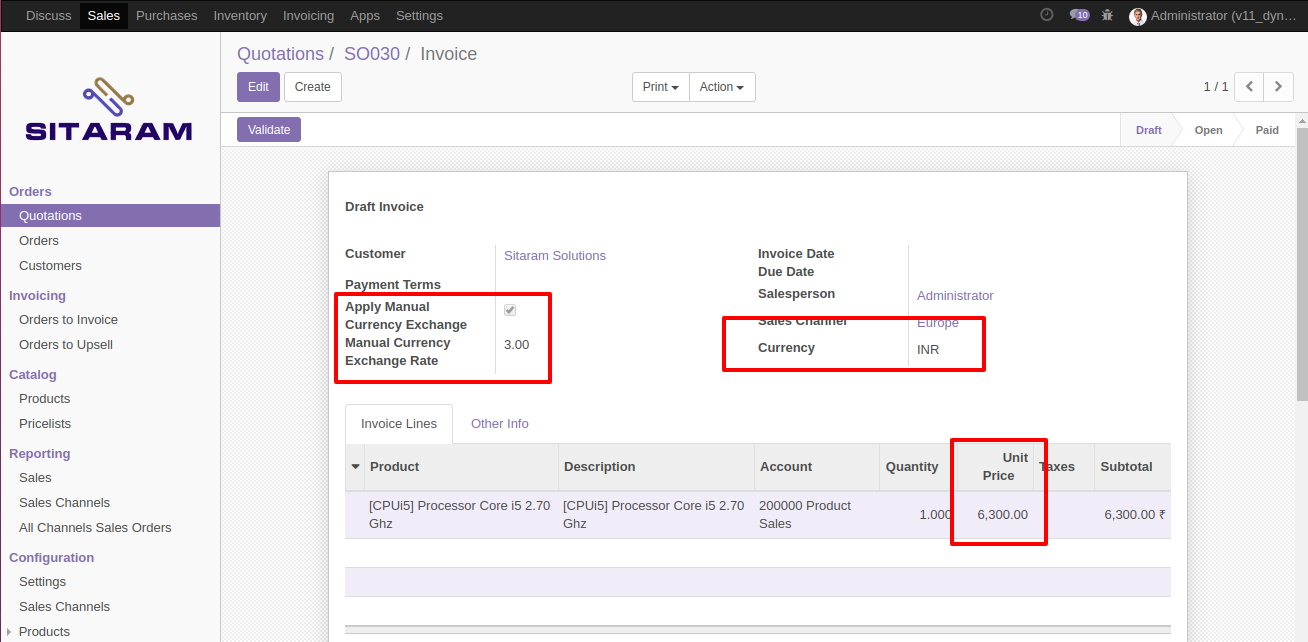 Discuss Sales Purchases Inventory Invoicing Apps Settings 10 Administrator (v11_dyn...
SITARAM
Orders
Quotations
Orders
Customers
Invoicing
Orders to Invoice
Orders to Upsell
Catalog
Products
Pricelists
Reporting
Sales
Sales Channels
All Channels Sales Orders
Configuration
Settings
Sales Channels
Products
Quotations / SO030 / Invoice
Edit Create Print Action 1 / 1
Validate Draft Open Paid
Draft Invoice
Customer Sitaram Solutions
Payment Terms
Apply Manual
Currency Exchange
Manual Currency
Exchange Rate
3.00
Invoice Date
Due Date
Salesperson Administrator
Sales Channel Europe
Currency INR
Invoice Lines Other Info
Product Description Account Quantity Unit Price Taxes Subtotal
[CPUi5] Processor Core i5 2.70 [CPUi5] Processor Core i5 2.70 200000 Product 1.000 6,300.00 6,300.00 ₹
Ghz Ghz Sales